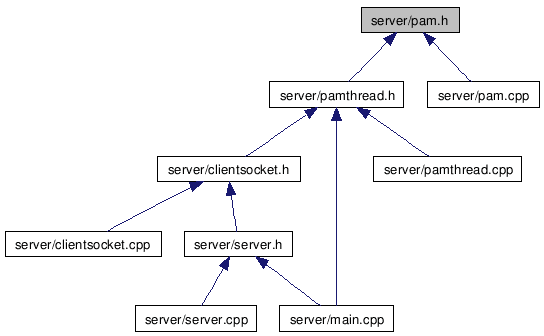 server/pam.h
server/pamthread.h
server/pam.cpp
server/clientsocket.h
server/pamthread.cpp
server/clientsocket.cpp
server/server.h
server/server.cpp
server/main.cpp